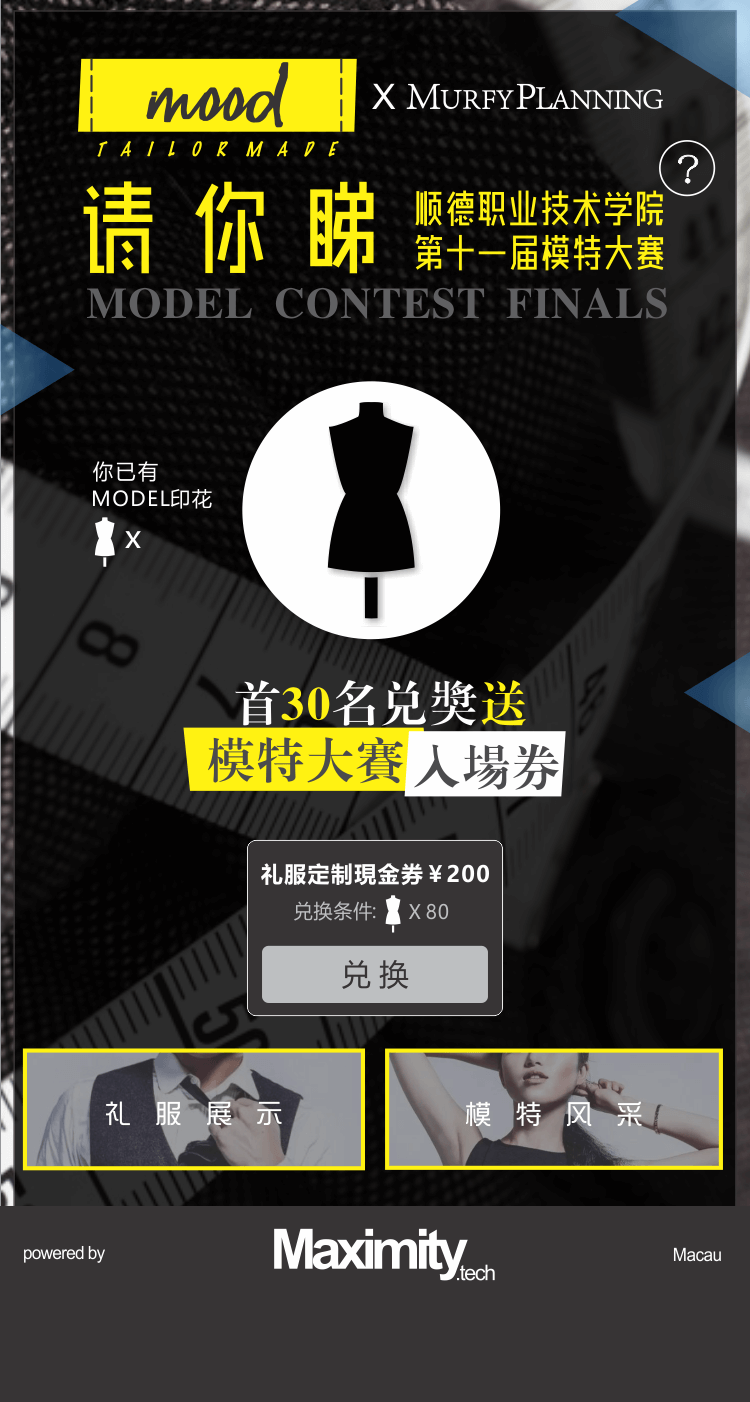 mood
X MURFYPLANNING
TAILORMADE
?
请你睇
顺德职业技术学院
第十一届模特大赛
MODEL CONTEST FINALS
你已有
MODEL印花
X
8
7
首30名兑獎送
模特大賽入場券
礼服定制現金券￥200
兑换条件: X 80
兑换
50
礼服展示
模特风采
powered by
Maximity.tech
Macau